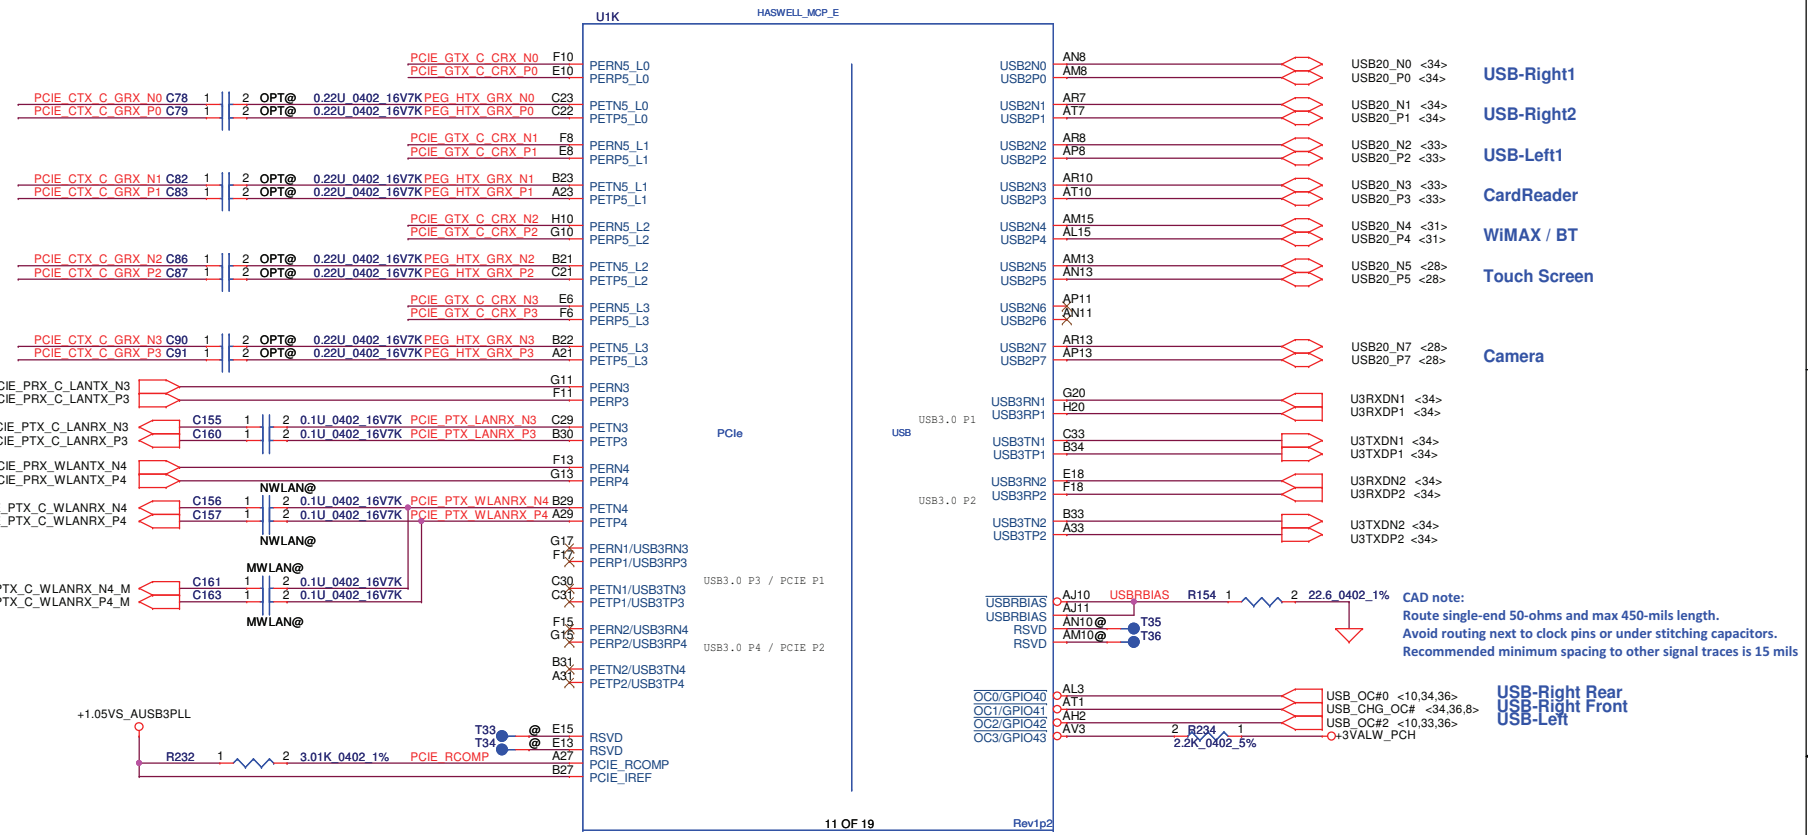 U1K
HASWELL_MCP_E
PCIE_GTX_C_CRX_N0 F10 PERN5_L0
PCIE_GTX_C_CRX_P0 E10 PERP5_L0
PCIE_CTX_C_GRX_N0 C78 1 2 OPT@ 0.22U_0402_16V7K PEG_HTX_GRX_N0 C23 PETN5_L0
PCIE_CTX_C_GRX_P0 C79 1 2 OPT@ 0.22U_0402_16V7K PEG_HTX_GRX_P0 C22 PETP5_L0
PCIE_GTX_C_CRX_N1 F8 PERN5_L1
PCIE_GTX_C_CRX_P1 E8 PERP5_L1
PCIE_CTX_C_GRX_N1 C82 1 2 OPT@ 0.22U_0402_16V7K PEG_HTX_GRX_N1 B23 PETN5_L1
PCIE_CTX_C_GRX_P1 C83 1 2 OPT@ 0.22U_0402_16V7K PEG_HTX_GRX_P1 A23 PETP5_L1
PCIE_GTX_C_CRX_N2 H10 PERN5_L2
PCIE_GTX_C_CRX_P2 G10 PERP5_L2
PCIE_CTX_C_GRX_N2 C86 1 2 OPT@ 0.22U_0402_16V7K PEG_HTX_GRX_N2 B21 PETN5_L2
PCIE_CTX_C_GRX_P2 C87 1 2 OPT@ 0.22U_0402_16V7K PEG_HTX_GRX_P2 C21 PETP5_L2
PCIE_GTX_C_CRX_N3 E6 PERN5_L3
PCIE_GTX_C_CRX_P3 F6 PERP5_L3
PCIE_CTX_C_GRX_N3 C90 1 2 OPT@ 0.22U_0402_16V7K PEG_HTX_GRX_N3 B22 PETN5_L3
PCIE_CTX_C_GRX_P3 C91 1 2 OPT@ 0.22U_0402_16V7K PEG_HTX_GRX_P3 A21 PETP5_L3
CIE_PRX_C_LANTX_N3 G11 PERN3
CIE_PRX_C_LANTX_P3 F11 PERP3
CIE_PTX_C_LANRX_N3 C155 1 2 0.1U_0402_16V7K PCIE_PTX_LANRX_N3 C29 PETN3
CIE_PTX_C_LANRX_P3 C160 1 2 0.1U_0402_16V7K PCIE_PTX_LANRX_P3 B30 PETP3
CIE_PRX_WLANTX_N4 F13 PERN4
CIE_PRX_WLANTX_P4 G13 PERP4
NWLAN@
_PTX_C_WLANRX_N4 C156 1 2 0.1U_0402_16V7K PCIE_PTX_WLANRX_N4 B29 PETN4
_PTX_C_WLANRX_P4 C157 1 2 0.1U_0402_16V7K PCIE_PTX_WLANRX_P4 A29 PETP4
NWLAN@
G17 PERN1/USB3RN3
F17 PERP1/USB3RP3
MWLAN@
PTX_C_WLANRX_N4_M C161 1 2 0.1U_0402_16V7K
PTX_C_WLANRX_P4_M C163 1 2 0.1U_0402_16V7K
MWLAN@
C30 PETN1/USB3TN3
C31 PETP1/USB3TP3
USB3.0 P3 / PCIE P1
F15 PERN2/USB3RN4
G15 PERP2/USB3RP4
USB3.0 P4 / PCIE P2
B31 PETN2/USB3TN4
A31 PETP2/USB3TP4
+1.05VS_AUSB3PLL
T33 @ E15 RSVD
T34 @ E13 RSVD
R232 1 2 3.01K_0402_1% PCIE_RCOMP A27 PCIE_RCOMP
B27 PCIE_IREF
PCIe
USB
USB3.0 P1
USB3.0 P2
USB2N0 AN8 USB20_N0 <34>
USB2P0 AM8 USB20_P0 <34>
USB-Right1
USB2N1 AR7 USB20_N1 <34>
USB2P1 AT7 USB20_P1 <34>
USB-Right2
USB2N2 AR8 USB20_N2 <33>
USB2P2 AP8 USB20_P2 <33>
USB-Left1
USB2N3 AR10 USB20_N3 <33>
USB2P3 AT10 USB20_P3 <33>
CardReader
USB2N4 AM15 USB20_N4 <31>
USB2P4 AL15 USB20_P4 <31>
WiMAX / BT
USB2N5 AM13 USB20_N5 <28>
USB2P5 AN13 USB20_P5 <28>
Touch Screen
USB2N6 AP11
USB2P6 AN11
USB2N7 AR13 USB20_N7 <28>
USB2P7 AP13 USB20_P7 <28>
Camera
USB3RN1 G20 U3RXDN1 <34>
USB3RP1 H20 U3RXDP1 <34>
USB3TN1 C33 U3TXDN1 <34>
USB3TP1 B34 U3TXDP1 <34>
USB3RN2 E18 U3RXDN2 <34>
USB3RP2 F18 U3RXDP2 <34>
USB3TN2 B33 U3TXDN2 <34>
USB3TP2 A33 U3TXDP2 <34>
USBRBIAS AJ10 USBRBIAS R154 1 2 22.6_0402_1%
USBRBIAS AJ11
RSVD AN10 @ T35
RSVD AM10 @ T36
CAD note:
Route single-end 50-ohms and max 450-mils length.
Avoid routing next to clock pins or under stitching capacitors.
Recommended minimum spacing to other signal traces is 15 mils
OC0/GPIO40 AL3 USB_OC#0 <10,34,36> USB-Right Rear
OC1/GPIO41 AT1 USB_CHG_OC# <34,36,8> USB-Right Front
OC2/GPIO42 AH2 USB_OC#2 <10,33,36> USB-Left
OC3/GPIO43 AV3 2 R234 1 +3VALW_PCH
2.2K_0402_5%
11 OF 19
Rev1p2